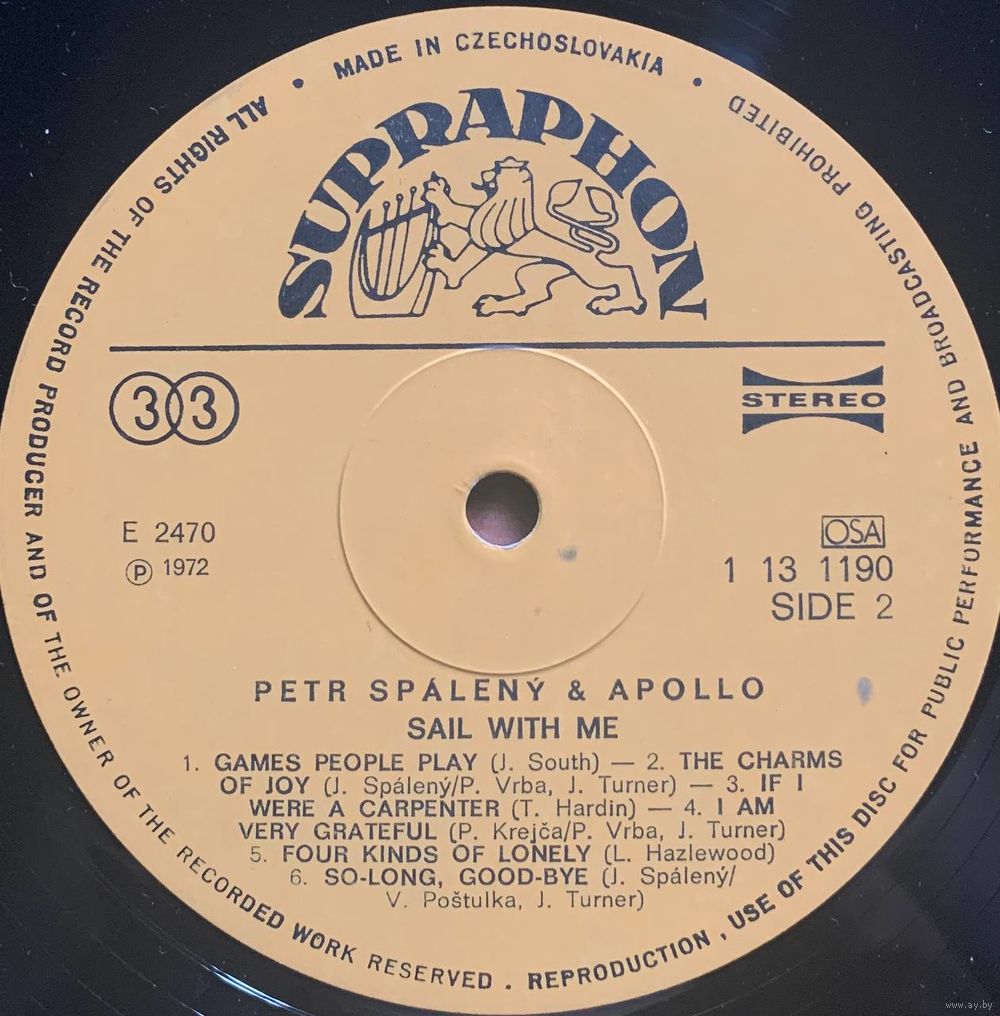 MADE IN CZECHOSLOVAKIA
SUPRAPHON
33
STEREO
E 2470
℗ 1972
OSA
1 13 1190
SIDE 2
PETR SPÁLENÝ & APOLLO
SAIL WITH ME
1. GAMES PEOPLE PLAY (J. South) — 2. THE CHARMS
OF JOY (J. Spálený/P. Vrba, J. Turner) — 3. IF I
WERE A CARPENTER (T. Hardin) — 4. I AM
VERY GRATEFUL (P. Krejča/P. Vrba, J. Turner)
5. FOUR KINDS OF LONELY (L. Hazlewood)
6. SO-LONG, GOOD-BYE (J. Spálený/
V. Poštulka, J. Turner)
ALL RIGHTS OF THE RECORD PRODUCER AND OF THE OWNER OF THE RECORDED WORK RESERVED . REPRODUCTION , USE OF THIS DISC FOR PUBLIC PERFORMANCE AND BROADCASTING PROHIBITED
www.ay.by